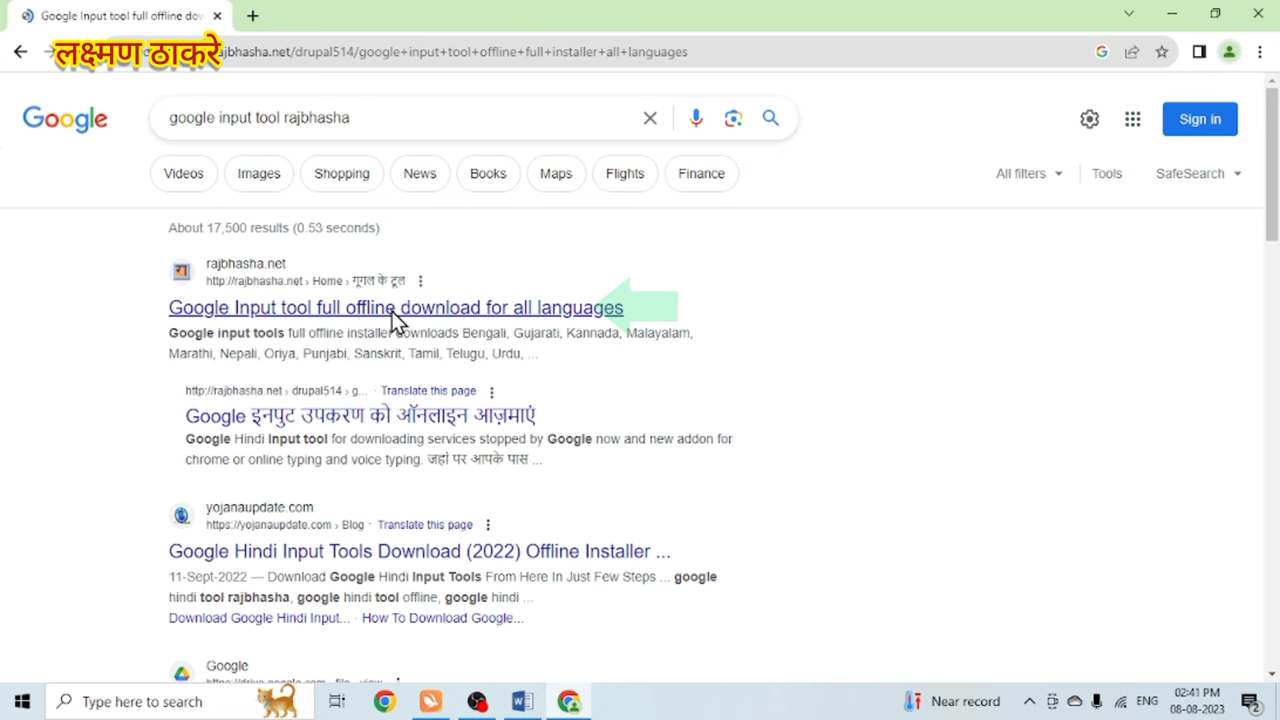 Google Input tool full offline dow
लक्ष्मण ठाकरे
rajbhasha.net/drupal514/google+input+tool+offline+full+installer+all+languages
Google
google input tool rajbhasha
Sign in
Videos
Images
Shopping
News
Books
Maps
Flights
Finance
All filters
Tools
SafeSearch
About 17,500 results (0.53 seconds)
रा
rajbhasha.net
http://rajbhasha.net › Home › गूगल के टूल
Google Input tool full offline download for all languages
Google input tools full offline installer downloads Bengali, Gujarati, Kannada, Malayalam,
Marathi, Nepali, Oriya, Punjabi, Sanskrit, Tamil, Telugu, Urdu, ...
http://rajbhasha.net › drupal514 › g... · Translate this page
Google इनपुट उपकरण को ऑनलाइन आज़माएं
Google Hindi Input tool for downloading services stopped by Google now and new addon for
chrome or online typing and voice typing. जहां पर आपके पास ...
yojanaupdate.com
https://yojanaupdate.com › Blog · Translate this page
Google Hindi Input Tools Download (2022) Offline Installer ...
11-Sept-2022 — Download Google Hindi Input Tools From Here In Just Few Steps ... google
hindi tool rajbhasha, google hindi tool offline, google hindi ...
Download Google Hindi Input... · How To Download Google...
Google
Type here to search
Near record
ENG
02:41 PM
08-08-2023
2